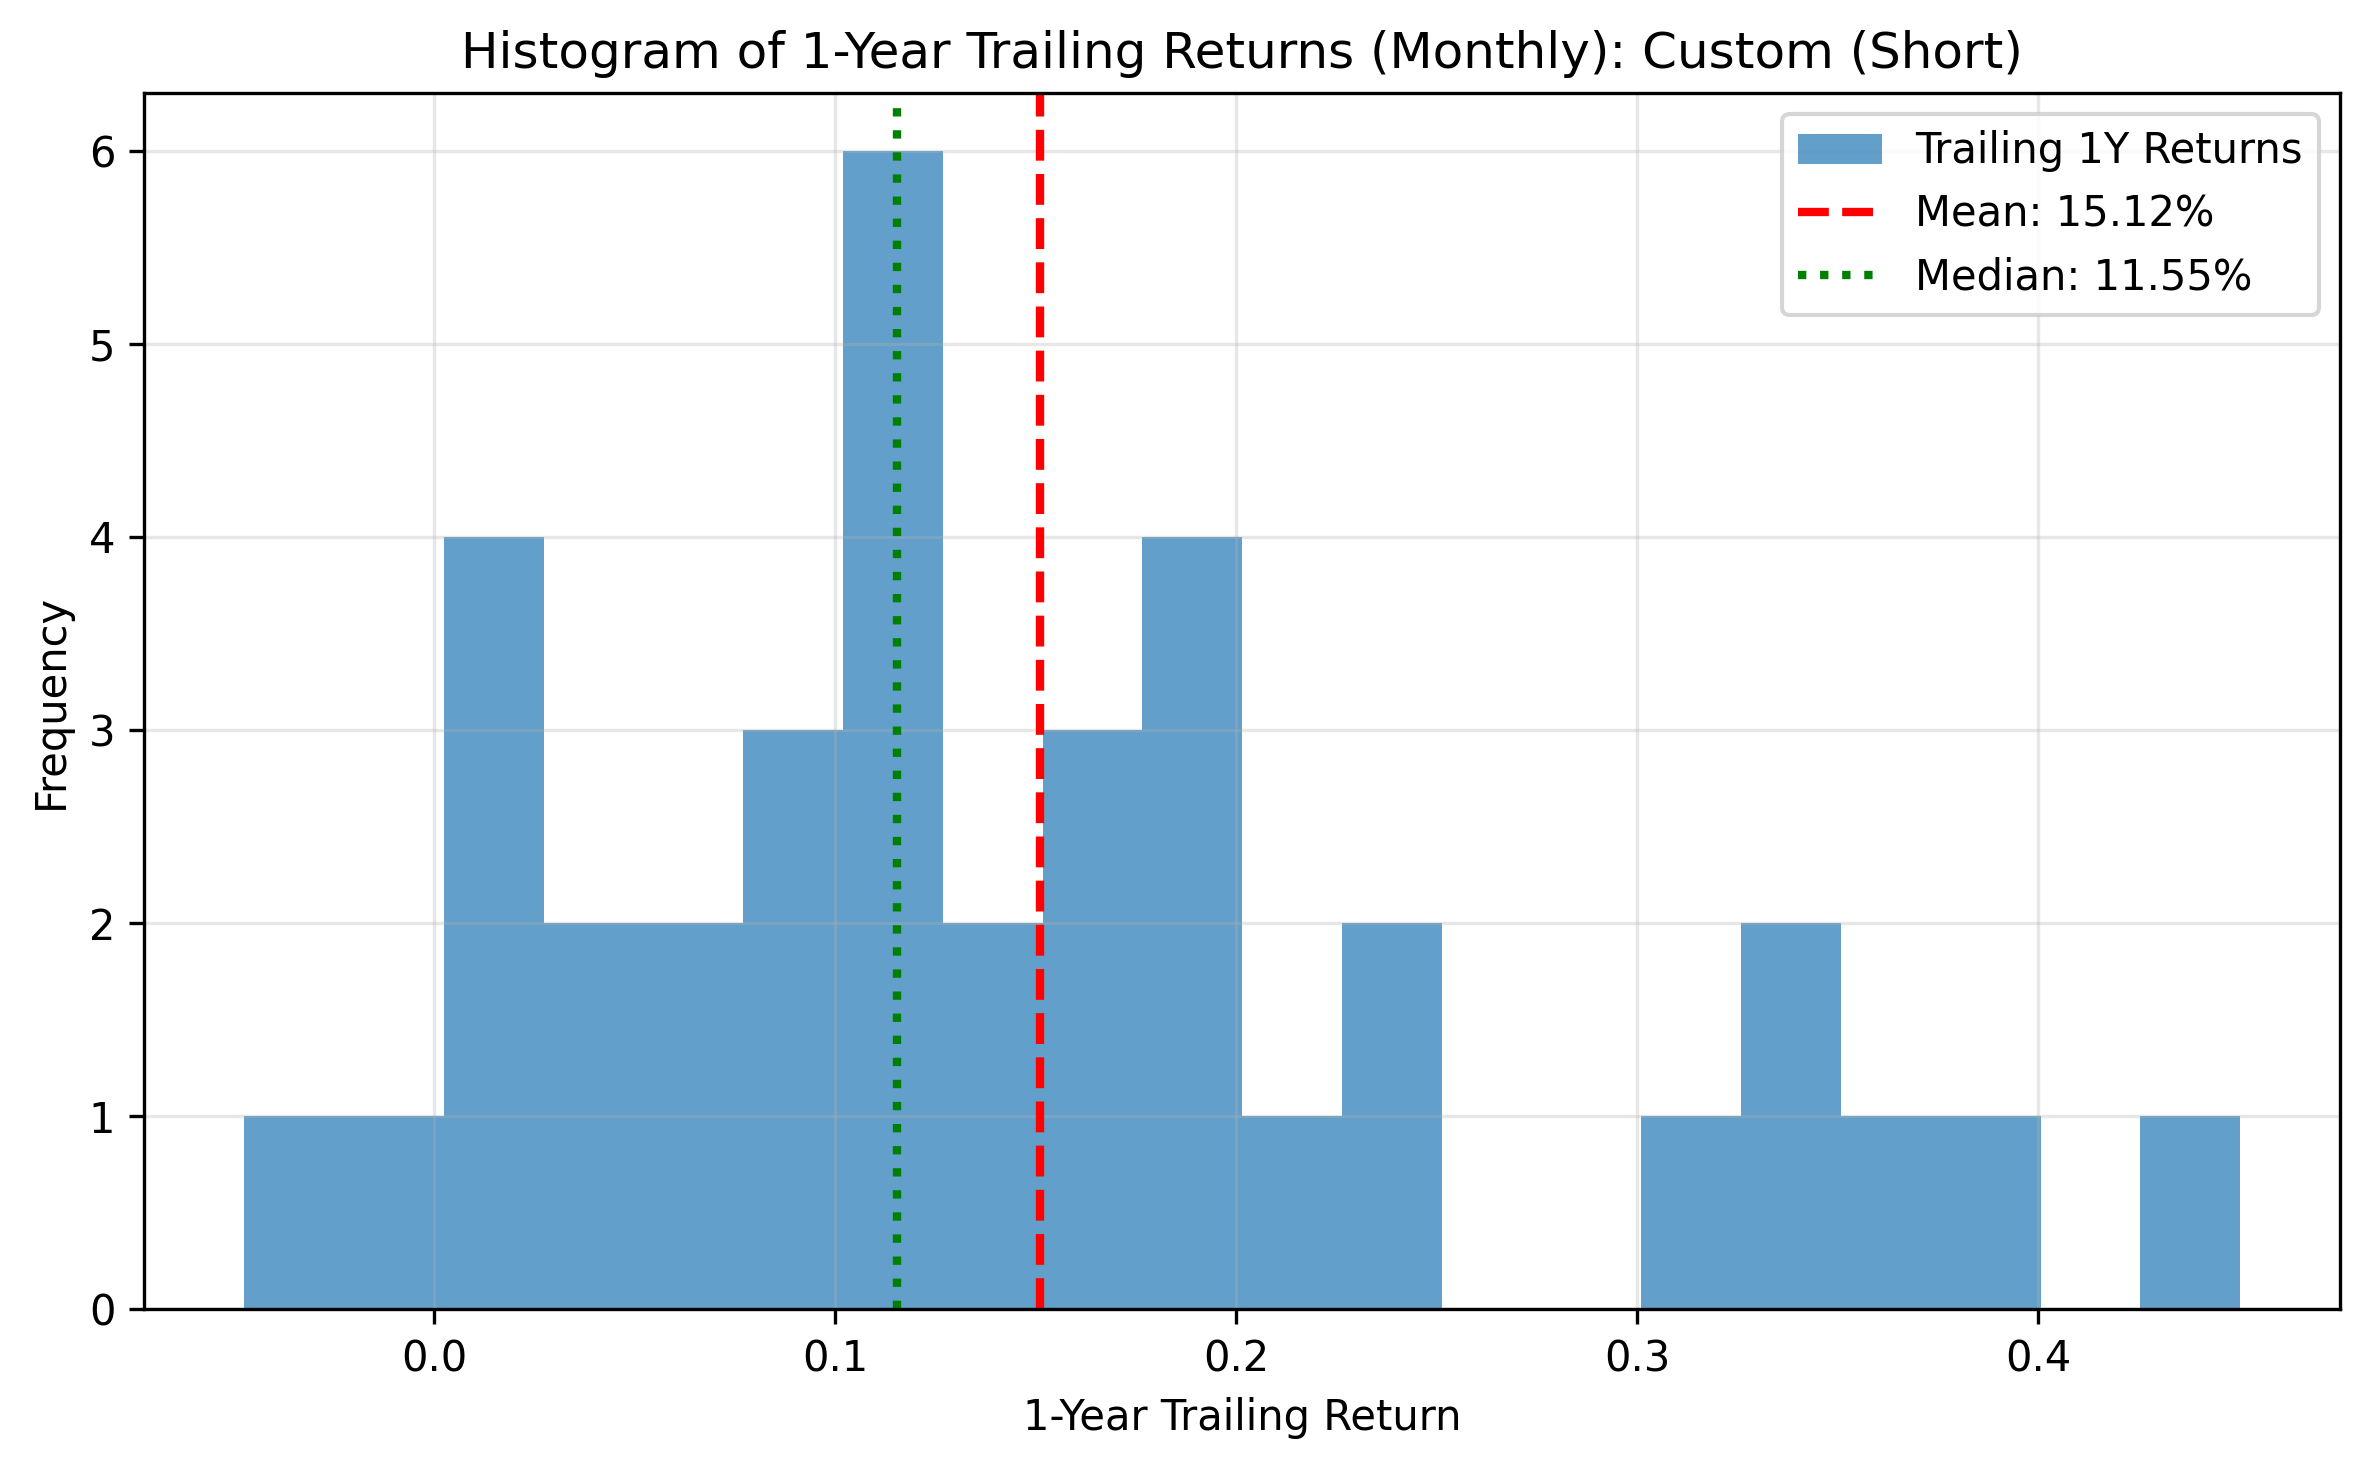 Histogram of 1-Year Trailing Returns (Monthly): Custom (Short)
Trailing 1Y Returns
Mean: 15.12%
Median: 11.55%
Frequency
6
5
4
3
2
1
0
0.0 0.1 0.2 0.3 0.4
1-Year Trailing Return